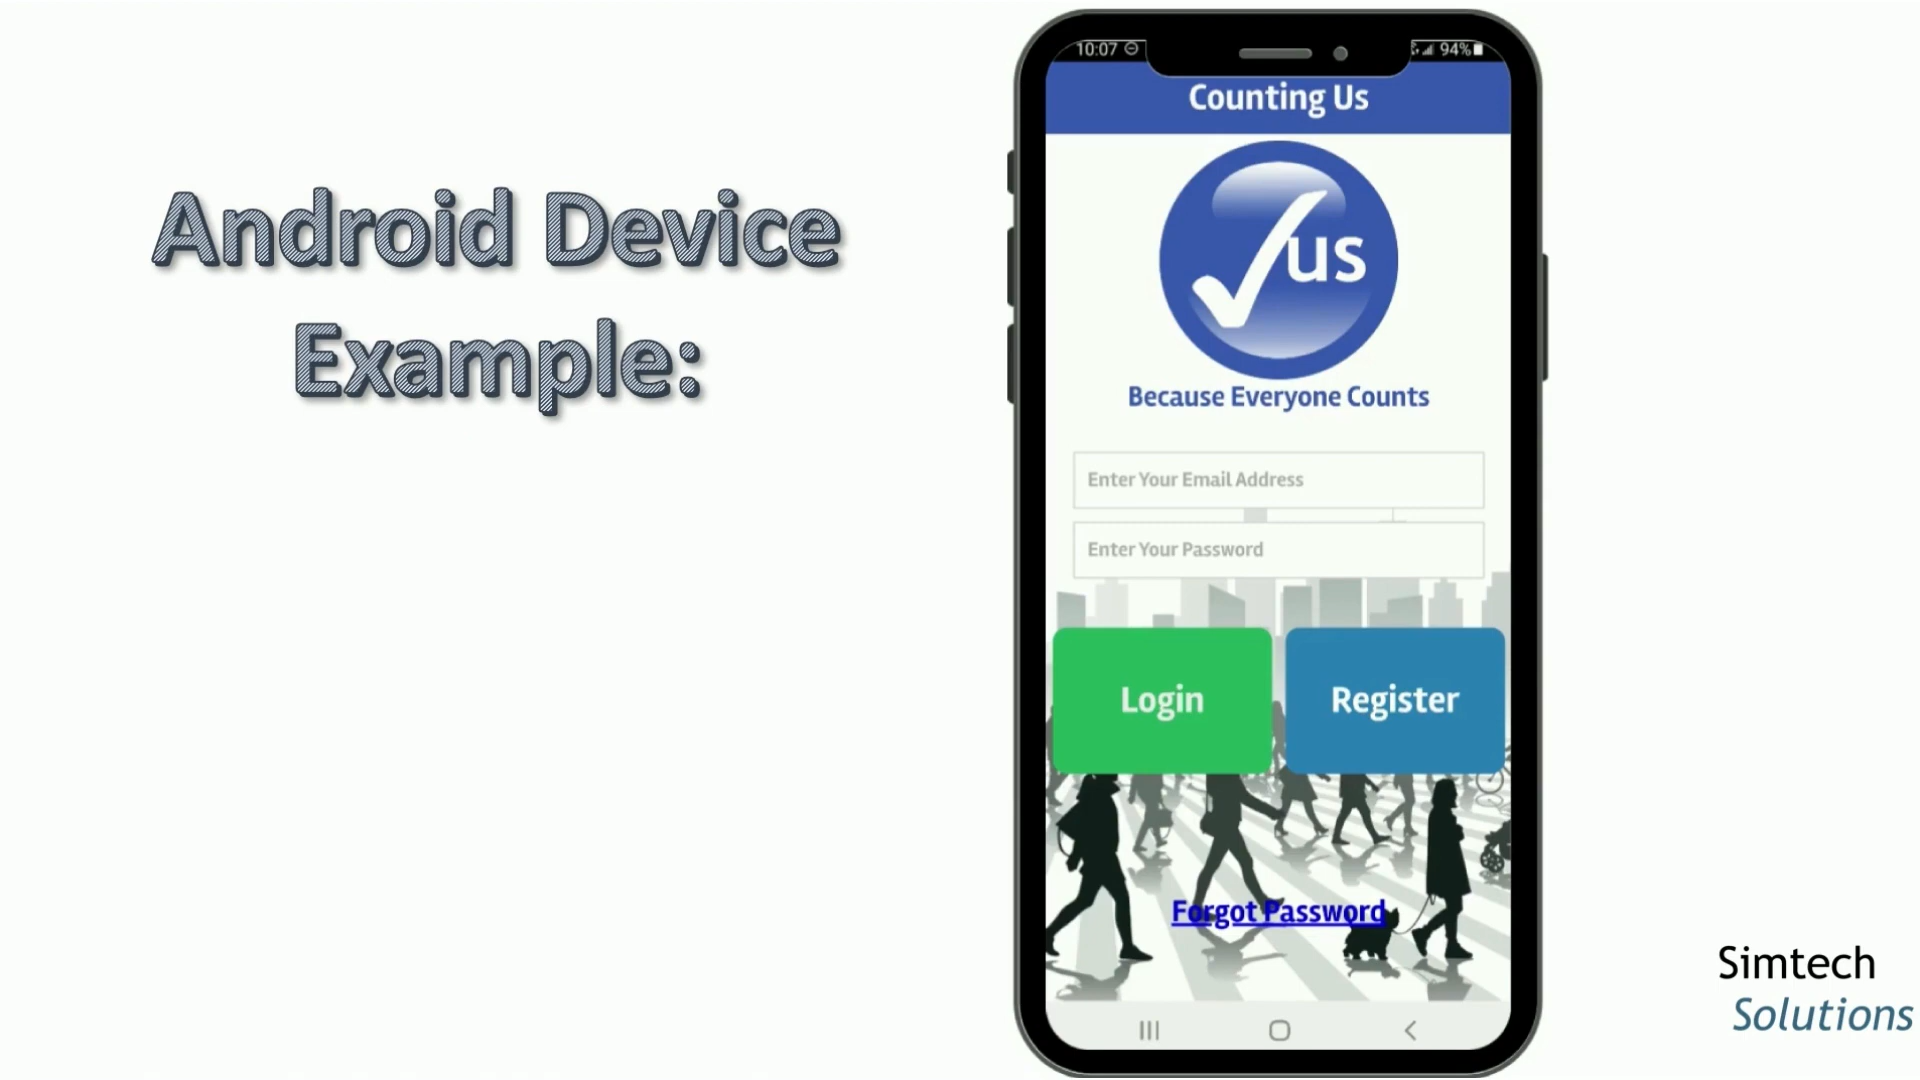 Android Device
Example:
10:07
94%
Counting Us
us
Because Everyone Counts
Enter Your Email Address
Enter Your Password
Login
Register
Forgot Password
Simtech
Solutions